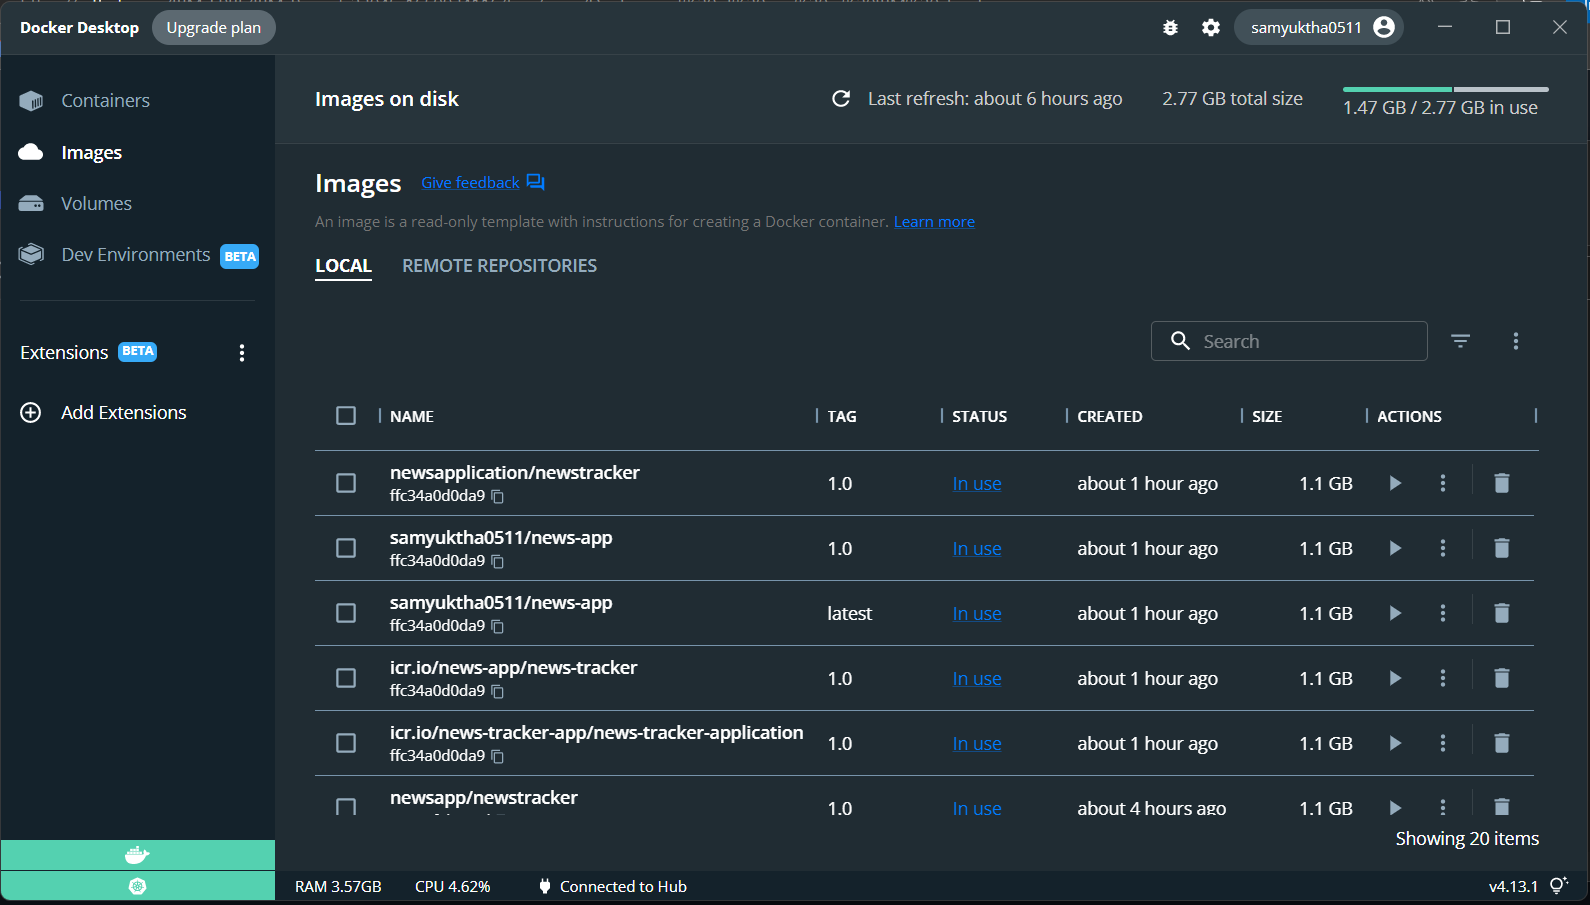 Docker Desktop Upgrade plan samyuktha0511
Containers
Images
Volumes
Dev Environments BETA
Extensions BETA
Add Extensions
Images on disk Last refresh: about 6 hours ago 2.77 GB total size 1.47 GB / 2.77 GB in use
Images Give feedback
An image is a read-only template with instructions for creating a Docker container. Learn more
LOCAL REMOTE REPOSITORIES
Search
NAME TAG STATUS CREATED SIZE ACTIONS
newsapplication/newstracker 1.0 In use about 1 hour ago 1.1 GB
ffc34a0d0da9
samyuktha0511/news-app 1.0 In use about 1 hour ago 1.1 GB
ffc34a0d0da9
samyuktha0511/news-app latest In use about 1 hour ago 1.1 GB
ffc34a0d0da9
icr.io/news-app/news-tracker 1.0 In use about 1 hour ago 1.1 GB
ffc34a0d0da9
icr.io/news-tracker-app/news-tracker-application 1.0 In use about 1 hour ago 1.1 GB
ffc34a0d0da9
newsapp/newstracker 1.0 In use about 4 hours ago 1.1 GB
Showing 20 items
RAM 3.57GB CPU 4.62% Connected to Hub v4.13.1